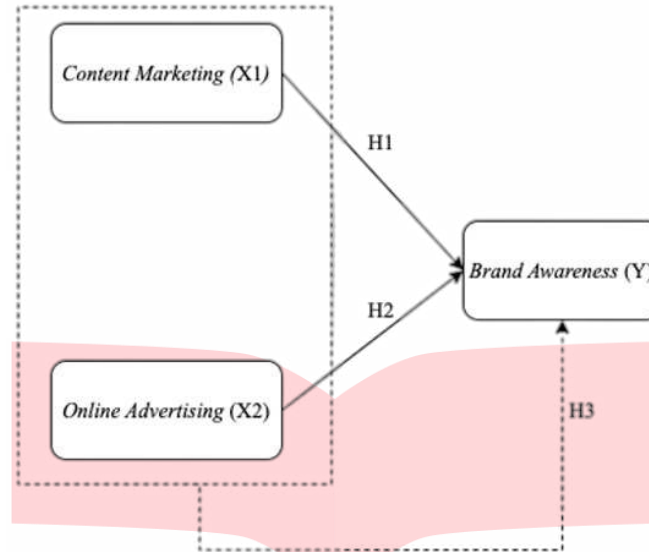 Content Marketing (X1)
H1
Brand Awareness (Y)
H2
Online Advertising (X2)
H3